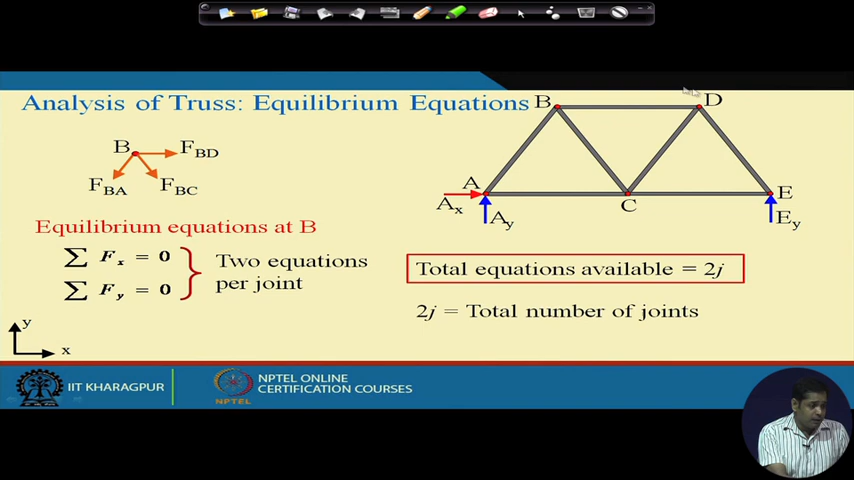 Analysis of Truss: Equilibrium Equations
B
F_BD
F_BA
F_BC
Equilibrium equations at B
∑ F_x = 0
∑ F_y = 0
Two equations
per joint
y
x
B
D
A
A_x
A_y
C
E
E_y
Total equations available = 2j
2j = Total number of joints
IIT KHARAGPUR
NPTEL
NPTEL ONLINE
CERTIFICATION COURSES